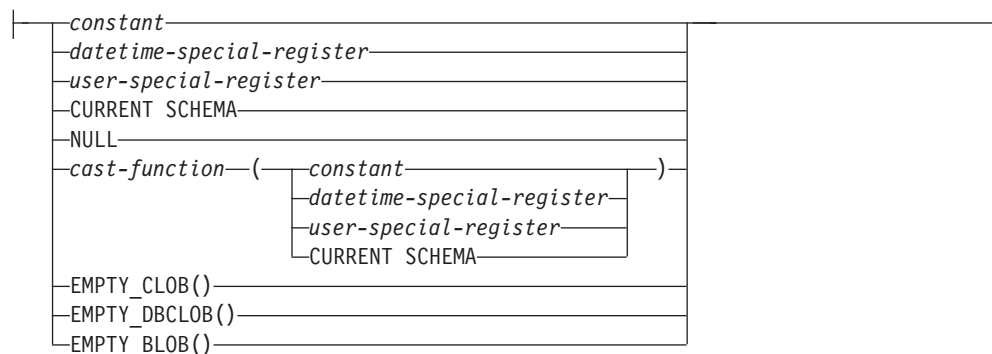 constant
datetime-special-register
user-special-register
CURRENT SCHEMA
NULL
cast-function ( constant )
datetime-special-register
user-special-register
CURRENT SCHEMA
EMPTY_CLOB()
EMPTY_DBCLOB()
EMPTY_BLOB()